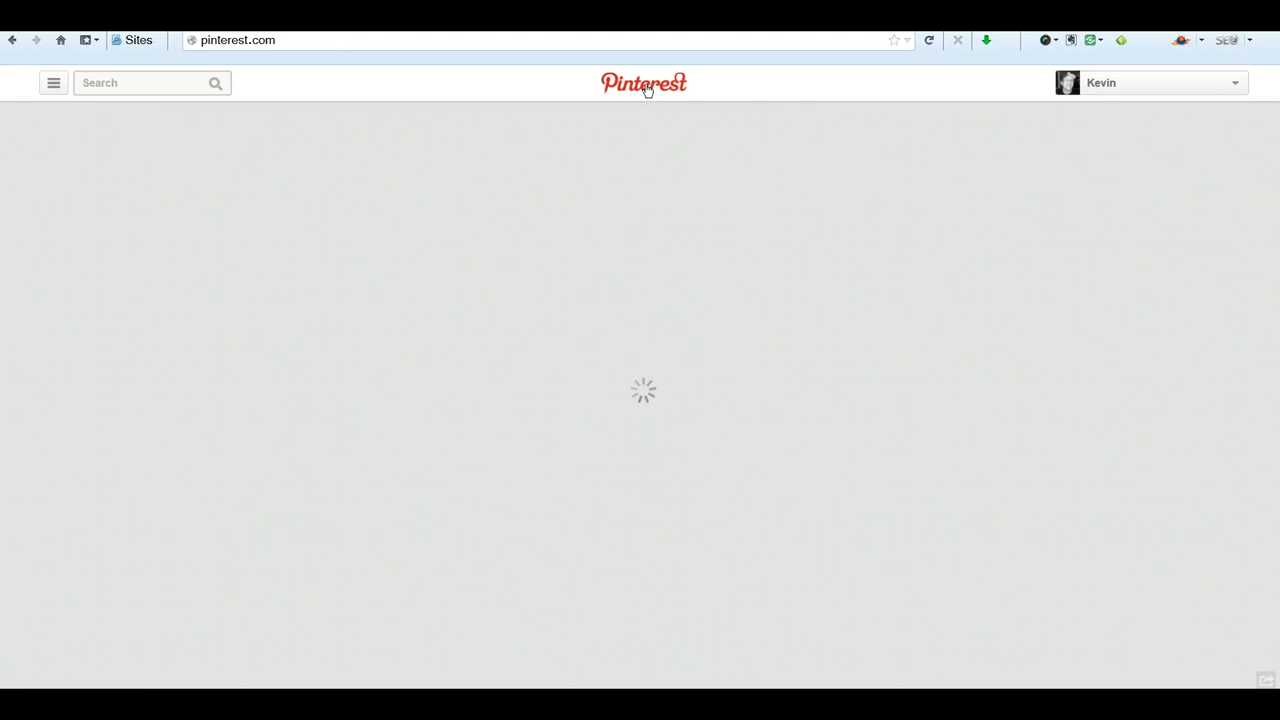 Sites
pinterest.com
Search
Pinterest
Kevin
SEO